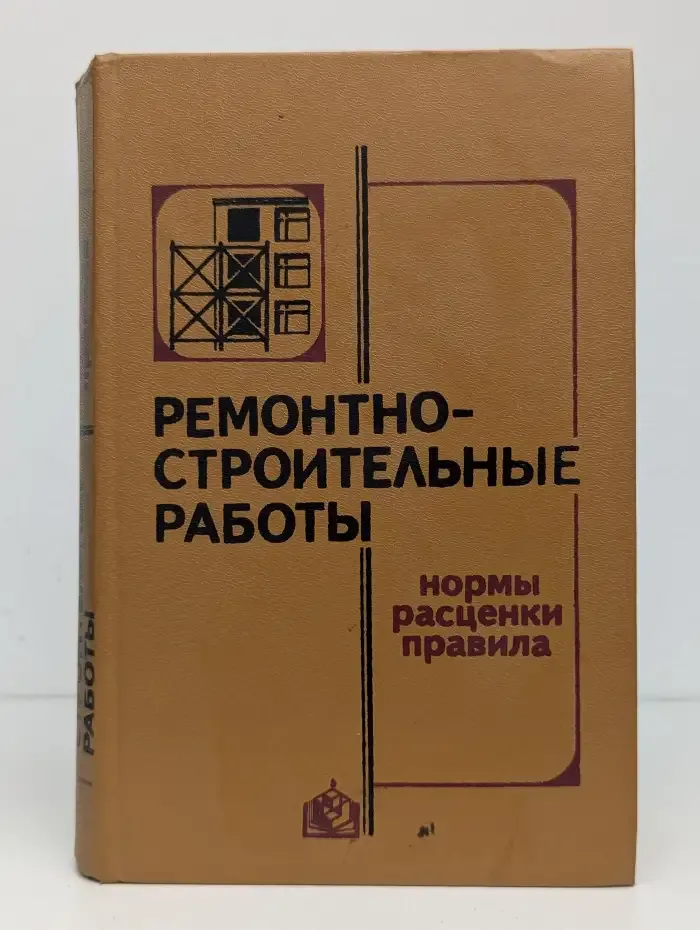 РЕМОНТНО-
СТРОИТЕЛЬНЫЕ
РАБОТЫ
нормы
расценки
правила
РАБОТЫ